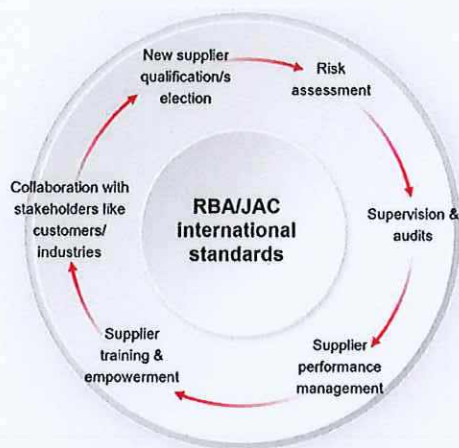 New supplier
qualification/s
election
Risk
assessment
Supervision &
audits
Supplier
performance
management
Supplier
training &
empowerment
Collaboration with
stakeholders like
customers/
industries
RBA/JAC
international
standards